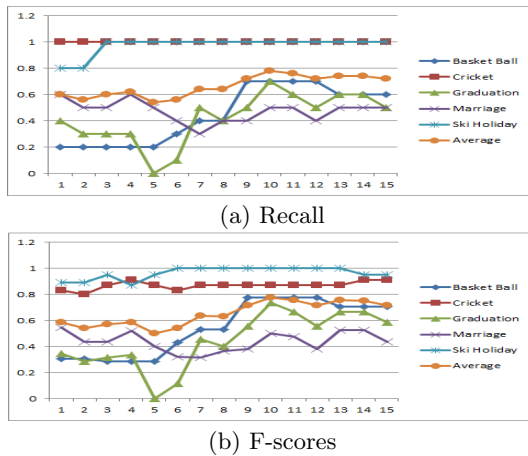 1.2
1
0.8
0.6
0.4
0.2
0
1 2 3 4 5 6 7 8 9 10 11 12 13 14 15
Basket Ball
Cricket
Graduation
Marriage
Ski Holiday
Average
(a) Recall
1.2
1
0.8
0.6
0.4
0.2
0
1 2 3 4 5 6 7 8 9 10 11 12 13 14 15
Basket Ball
Cricket
Graduation
Marriage
Ski Holiday
Average
(b) F-scores